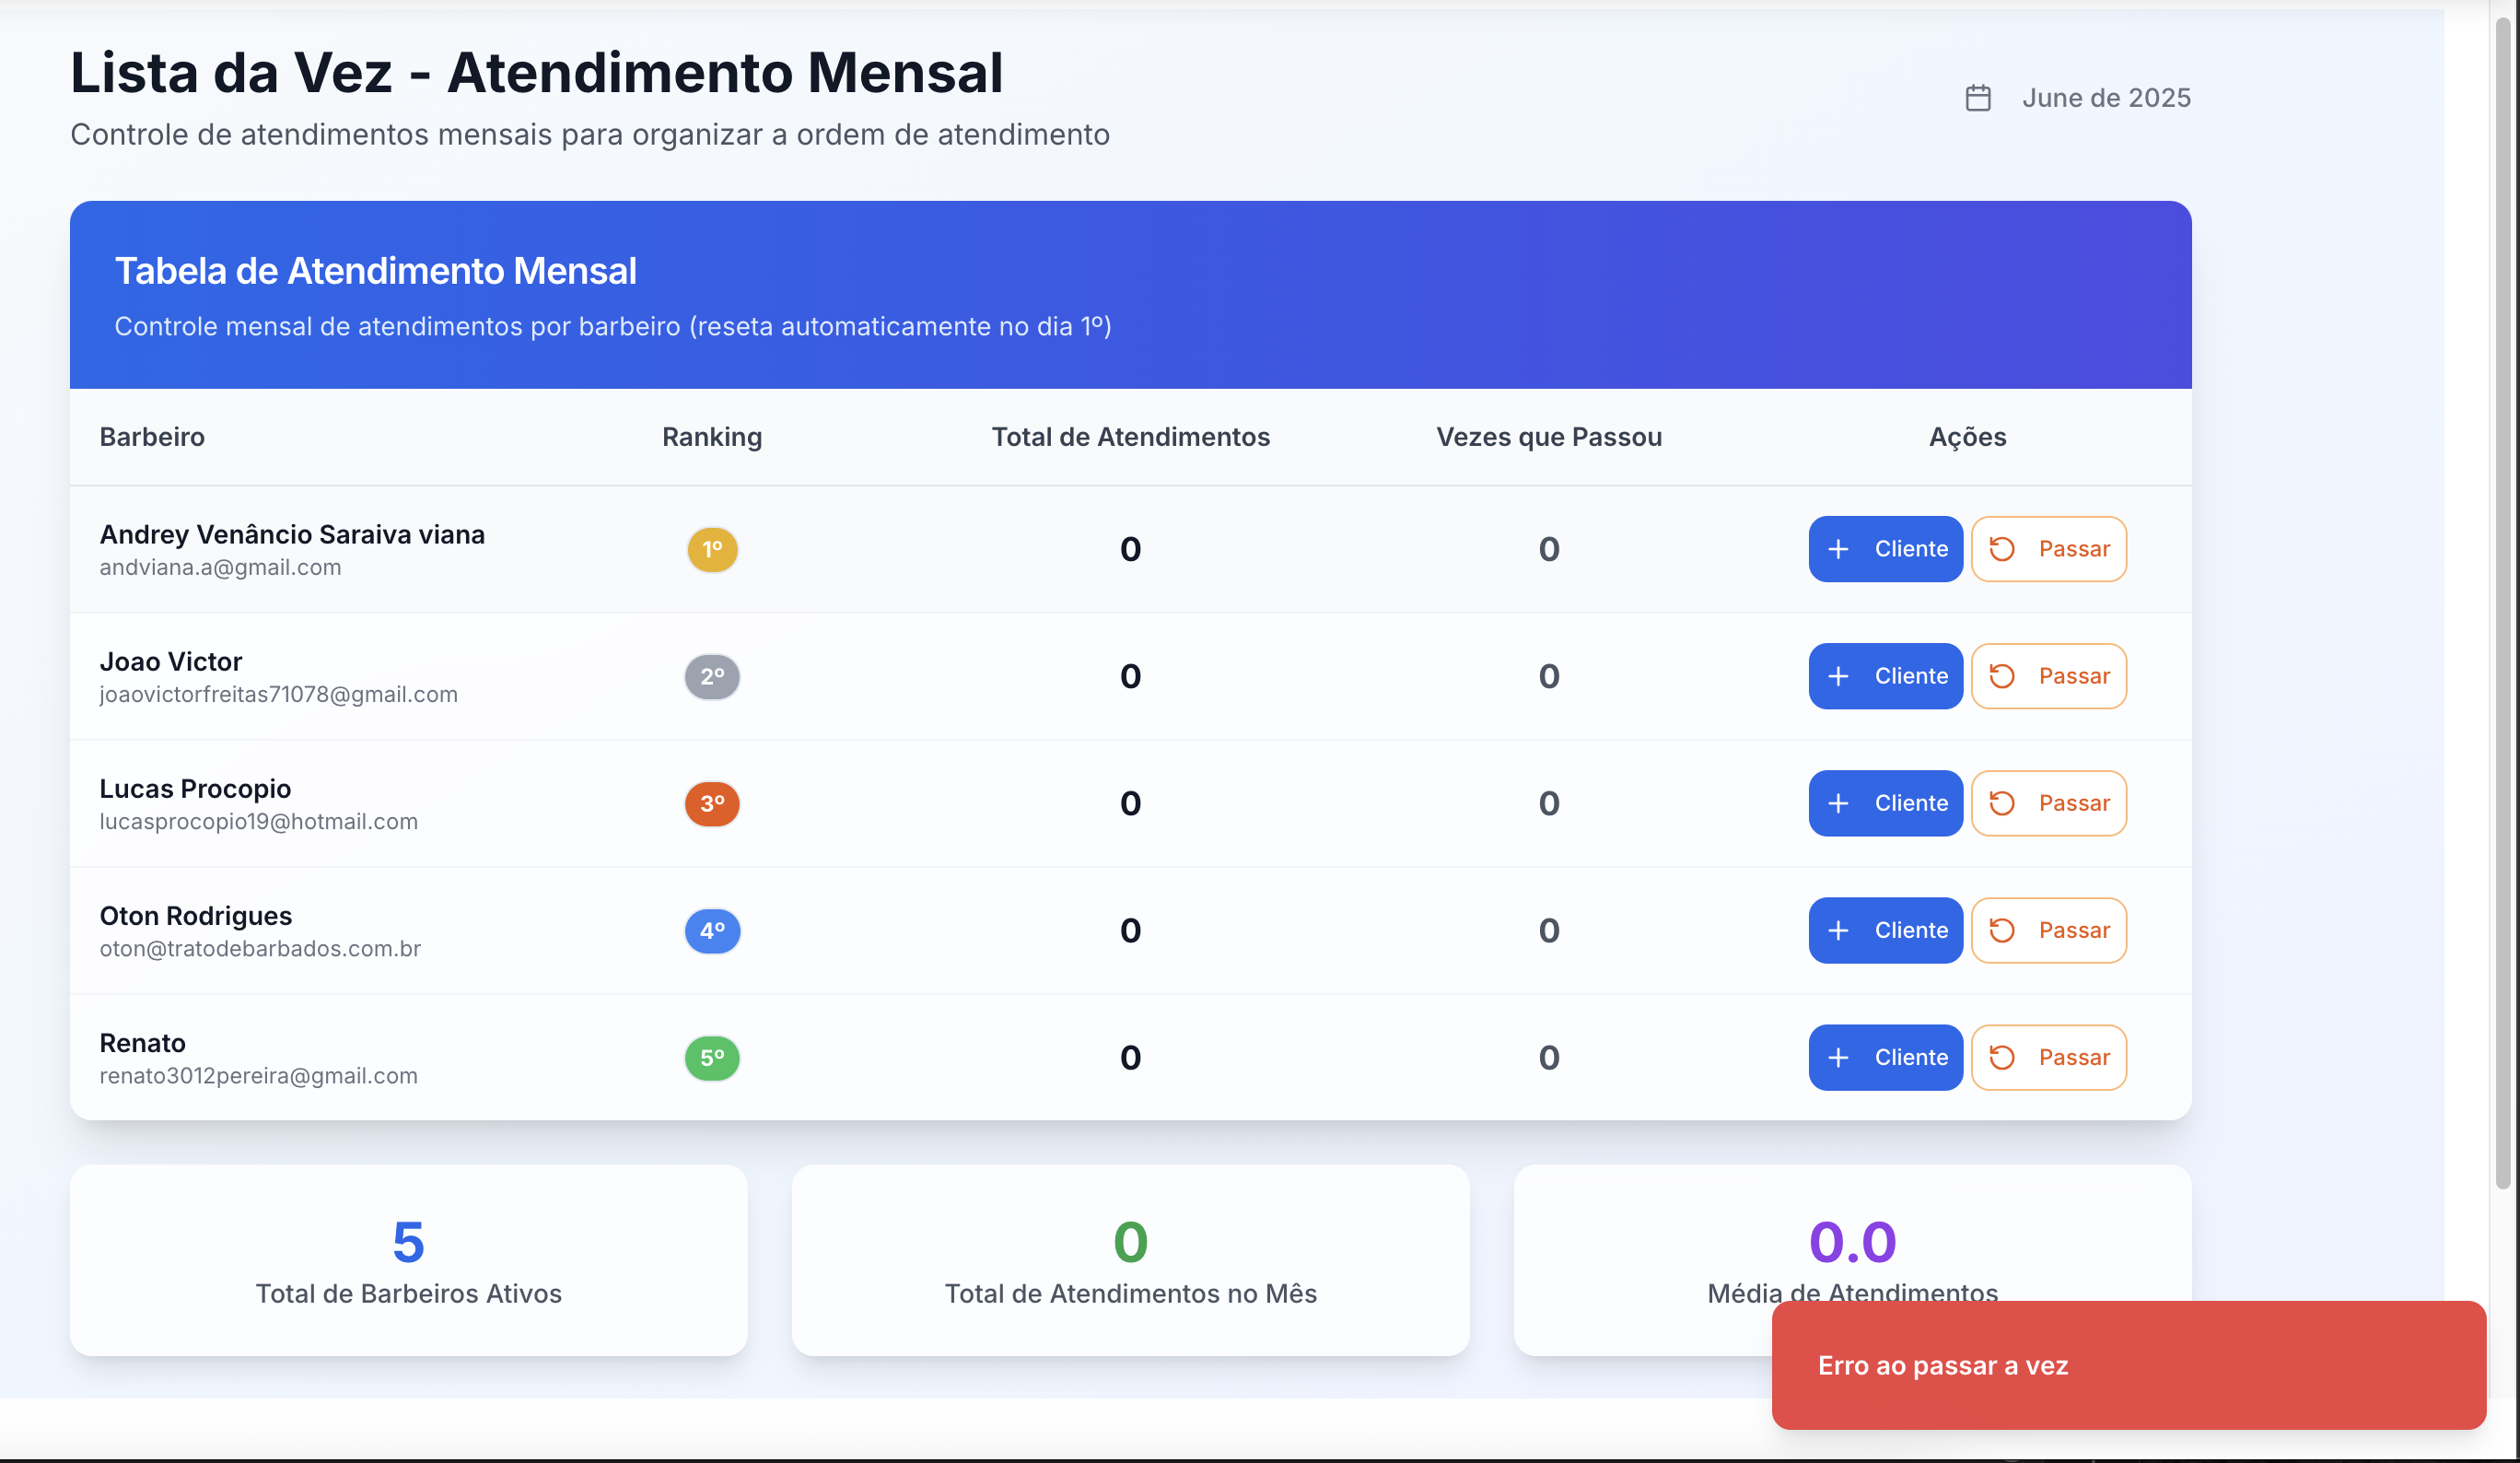 Lista da Vez - Atendimento Mensal
Controle de atendimentos mensais para organizar a ordem de atendimento
June de 2025
Tabela de Atendimento Mensal
Controle mensal de atendimentos por barbeiro (reseta automaticamente no dia 1º)
Barbeiro Ranking Total de Atendimentos Vezes que Passou Ações
Andrey Venâncio Saraiva viana
andviana.a@gmail.com
1º 0 0 + Cliente Passar
Joao Victor
joaovictorfreitas71078@gmail.com
2º 0 0 + Cliente Passar
Lucas Procopio
lucasprocopio19@hotmail.com
3º 0 0 + Cliente Passar
Oton Rodrigues
oton@tratodebarbados.com.br
4º 0 0 + Cliente Passar
Renato
renato3012pereira@gmail.com
5º 0 0 + Cliente Passar
5
Total de Barbeiros Ativos
0
Total de Atendimentos no Mês
0.0
Média de Atendimentos
Erro ao passar a vez